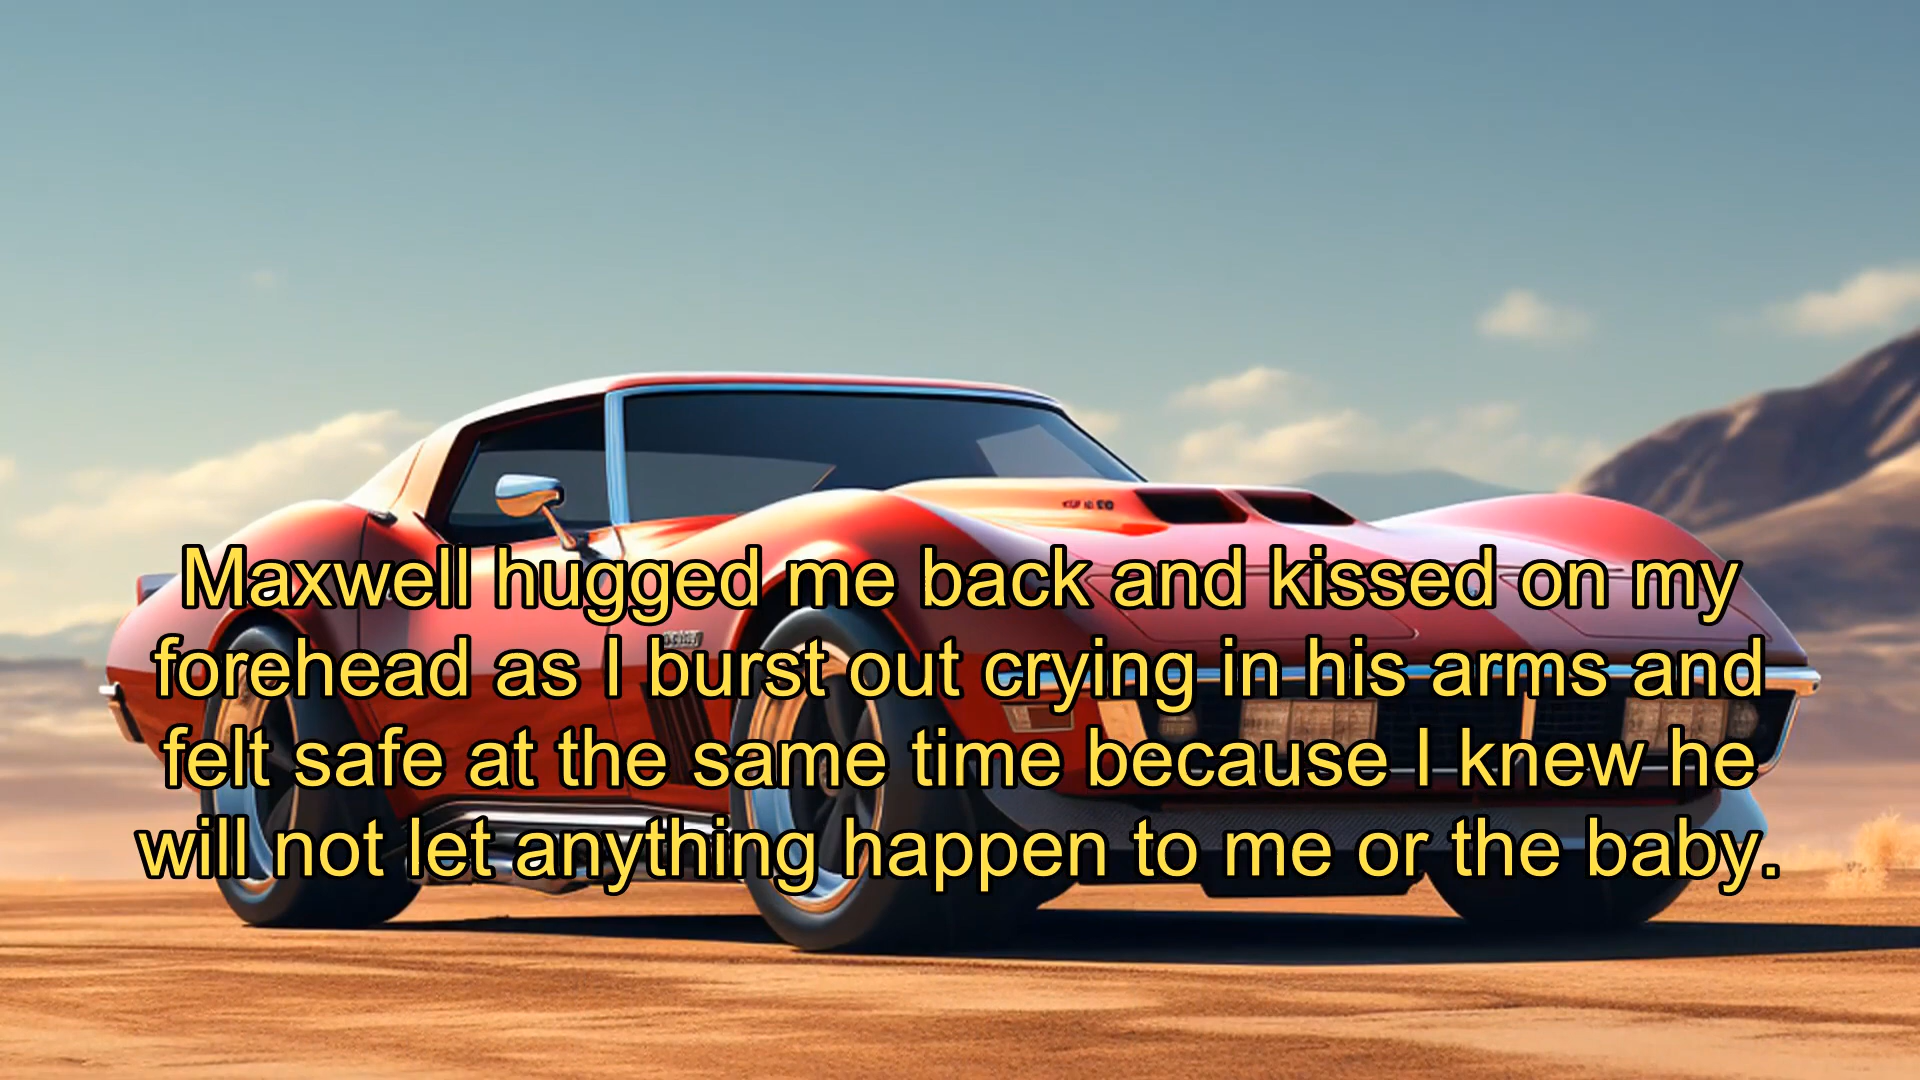 Maxwell hugged me back and kissed on my
forehead as I burst out crying in his arms and
felt safe at the same time because I knew he
will not let anything happen to me or the baby.